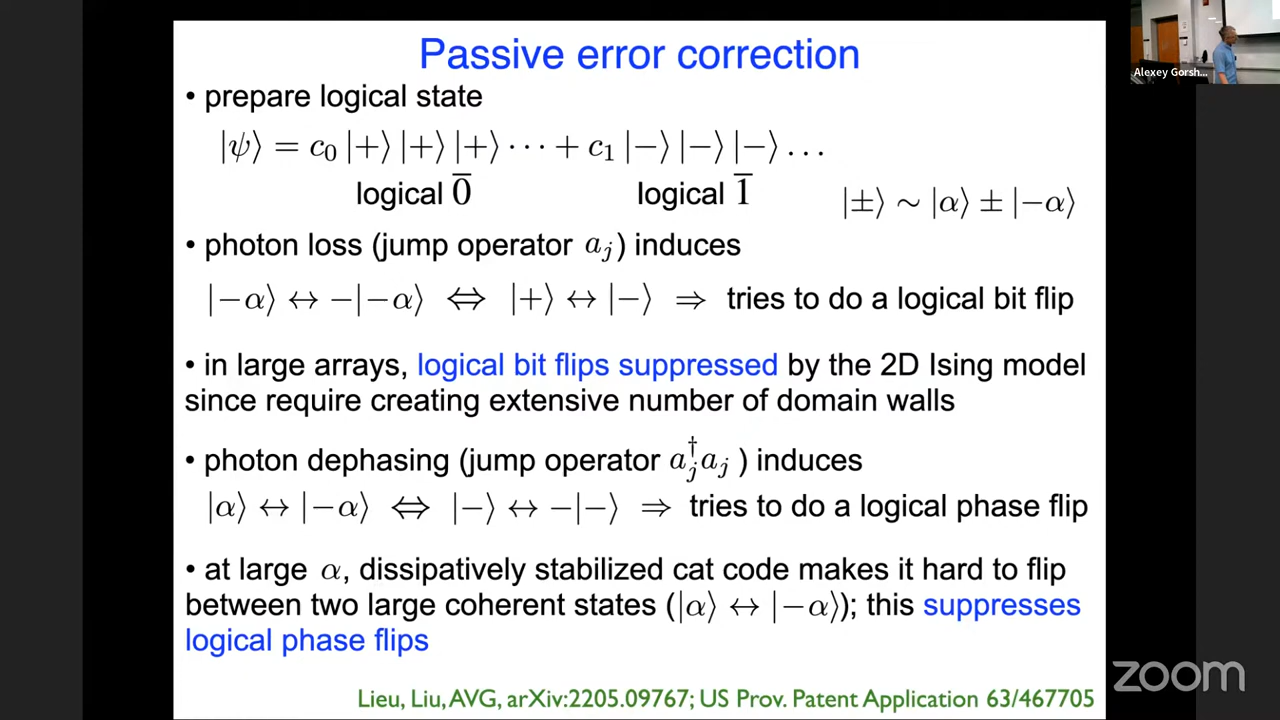 Passive error correction
• prepare logical state
|ψ⟩ = c₀ |+⟩ |+⟩ |+⟩ ⋯ + c₁ |−⟩ |−⟩ |−⟩ …
logical 0̅ logical 1̅
|±⟩ ∼ |α⟩ ± |−α⟩
• photon loss (jump operator aⱼ) induces
|−α⟩ ↔ −|−α⟩ ⇔ |+⟩ ↔ |−⟩ ⇒ tries to do a logical bit flip
• in large arrays, logical bit flips suppressed by the 2D Ising model
since require creating extensive number of domain walls
• photon dephasing (jump operator aⱼ†aⱼ ) induces
|α⟩ ↔ |−α⟩ ⇔ |−⟩ ↔ −|−⟩ ⇒ tries to do a logical phase flip
• at large α, dissipatively stabilized cat code makes it hard to flip
between two large coherent states (|α⟩ ↔ |−α⟩); this suppresses
logical phase flips
Lieu, Liu, AVG, arXiv:2205.09767; US Prov. Patent Application 63/467705
Alexey Gorsh...
zoom